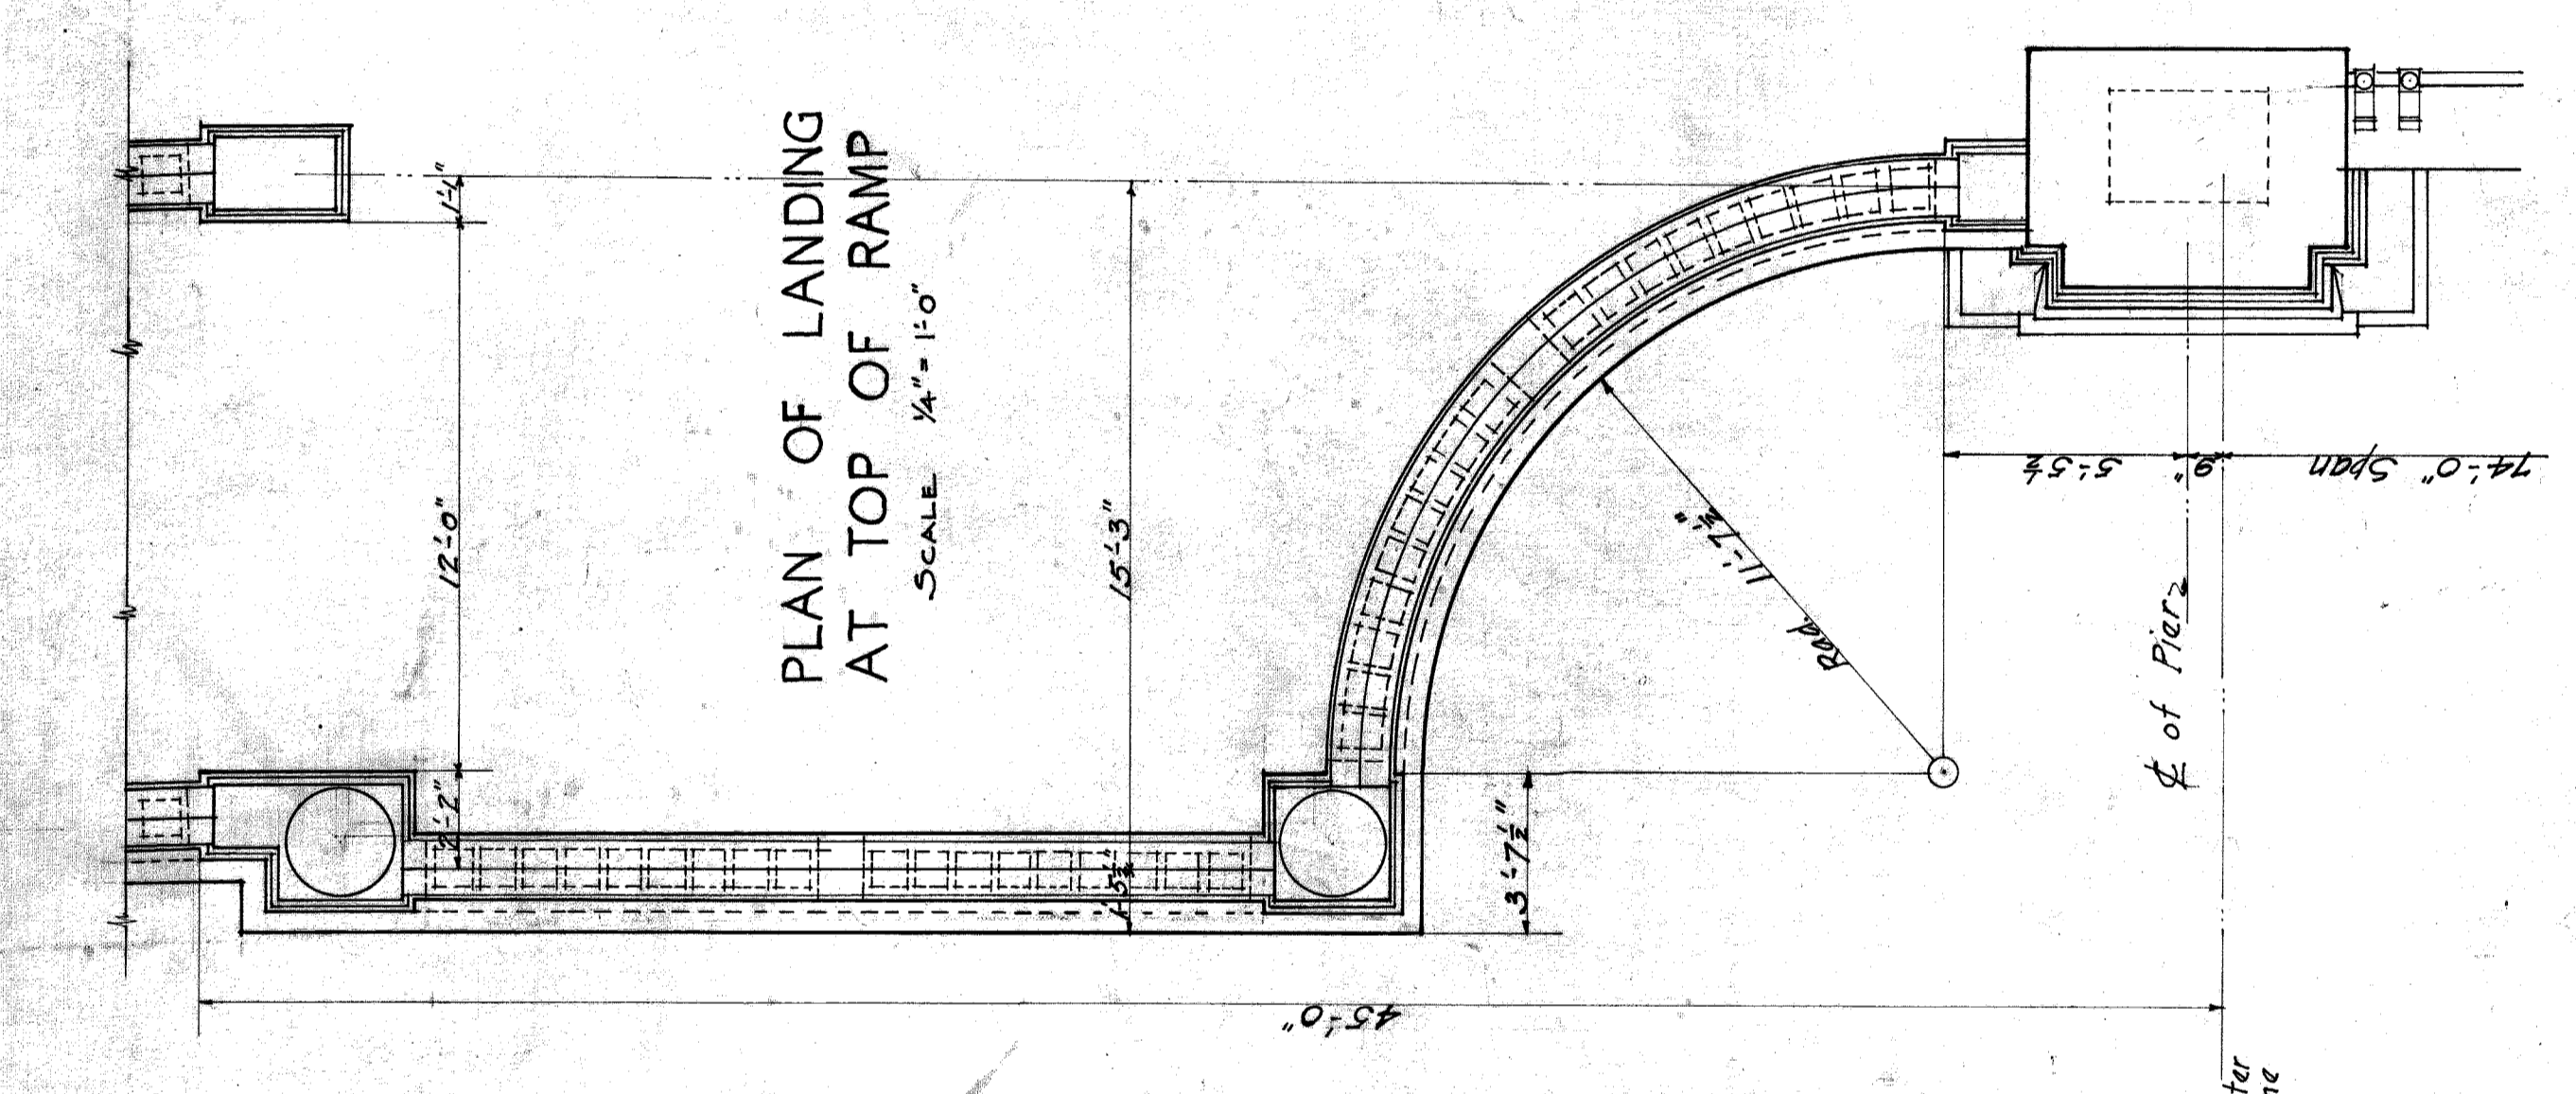 PLAN OF LANDING
AT TOP OF RAMP
SCALE 1/4" = 1'-0"
1'-1"
12'-0"
2'-2"
15'-3"
1'-5½"
3'-7½"
Rad. 11'-7½"
5'-5½
9"
74'-0" Span
℄ of Pier
45'-0"